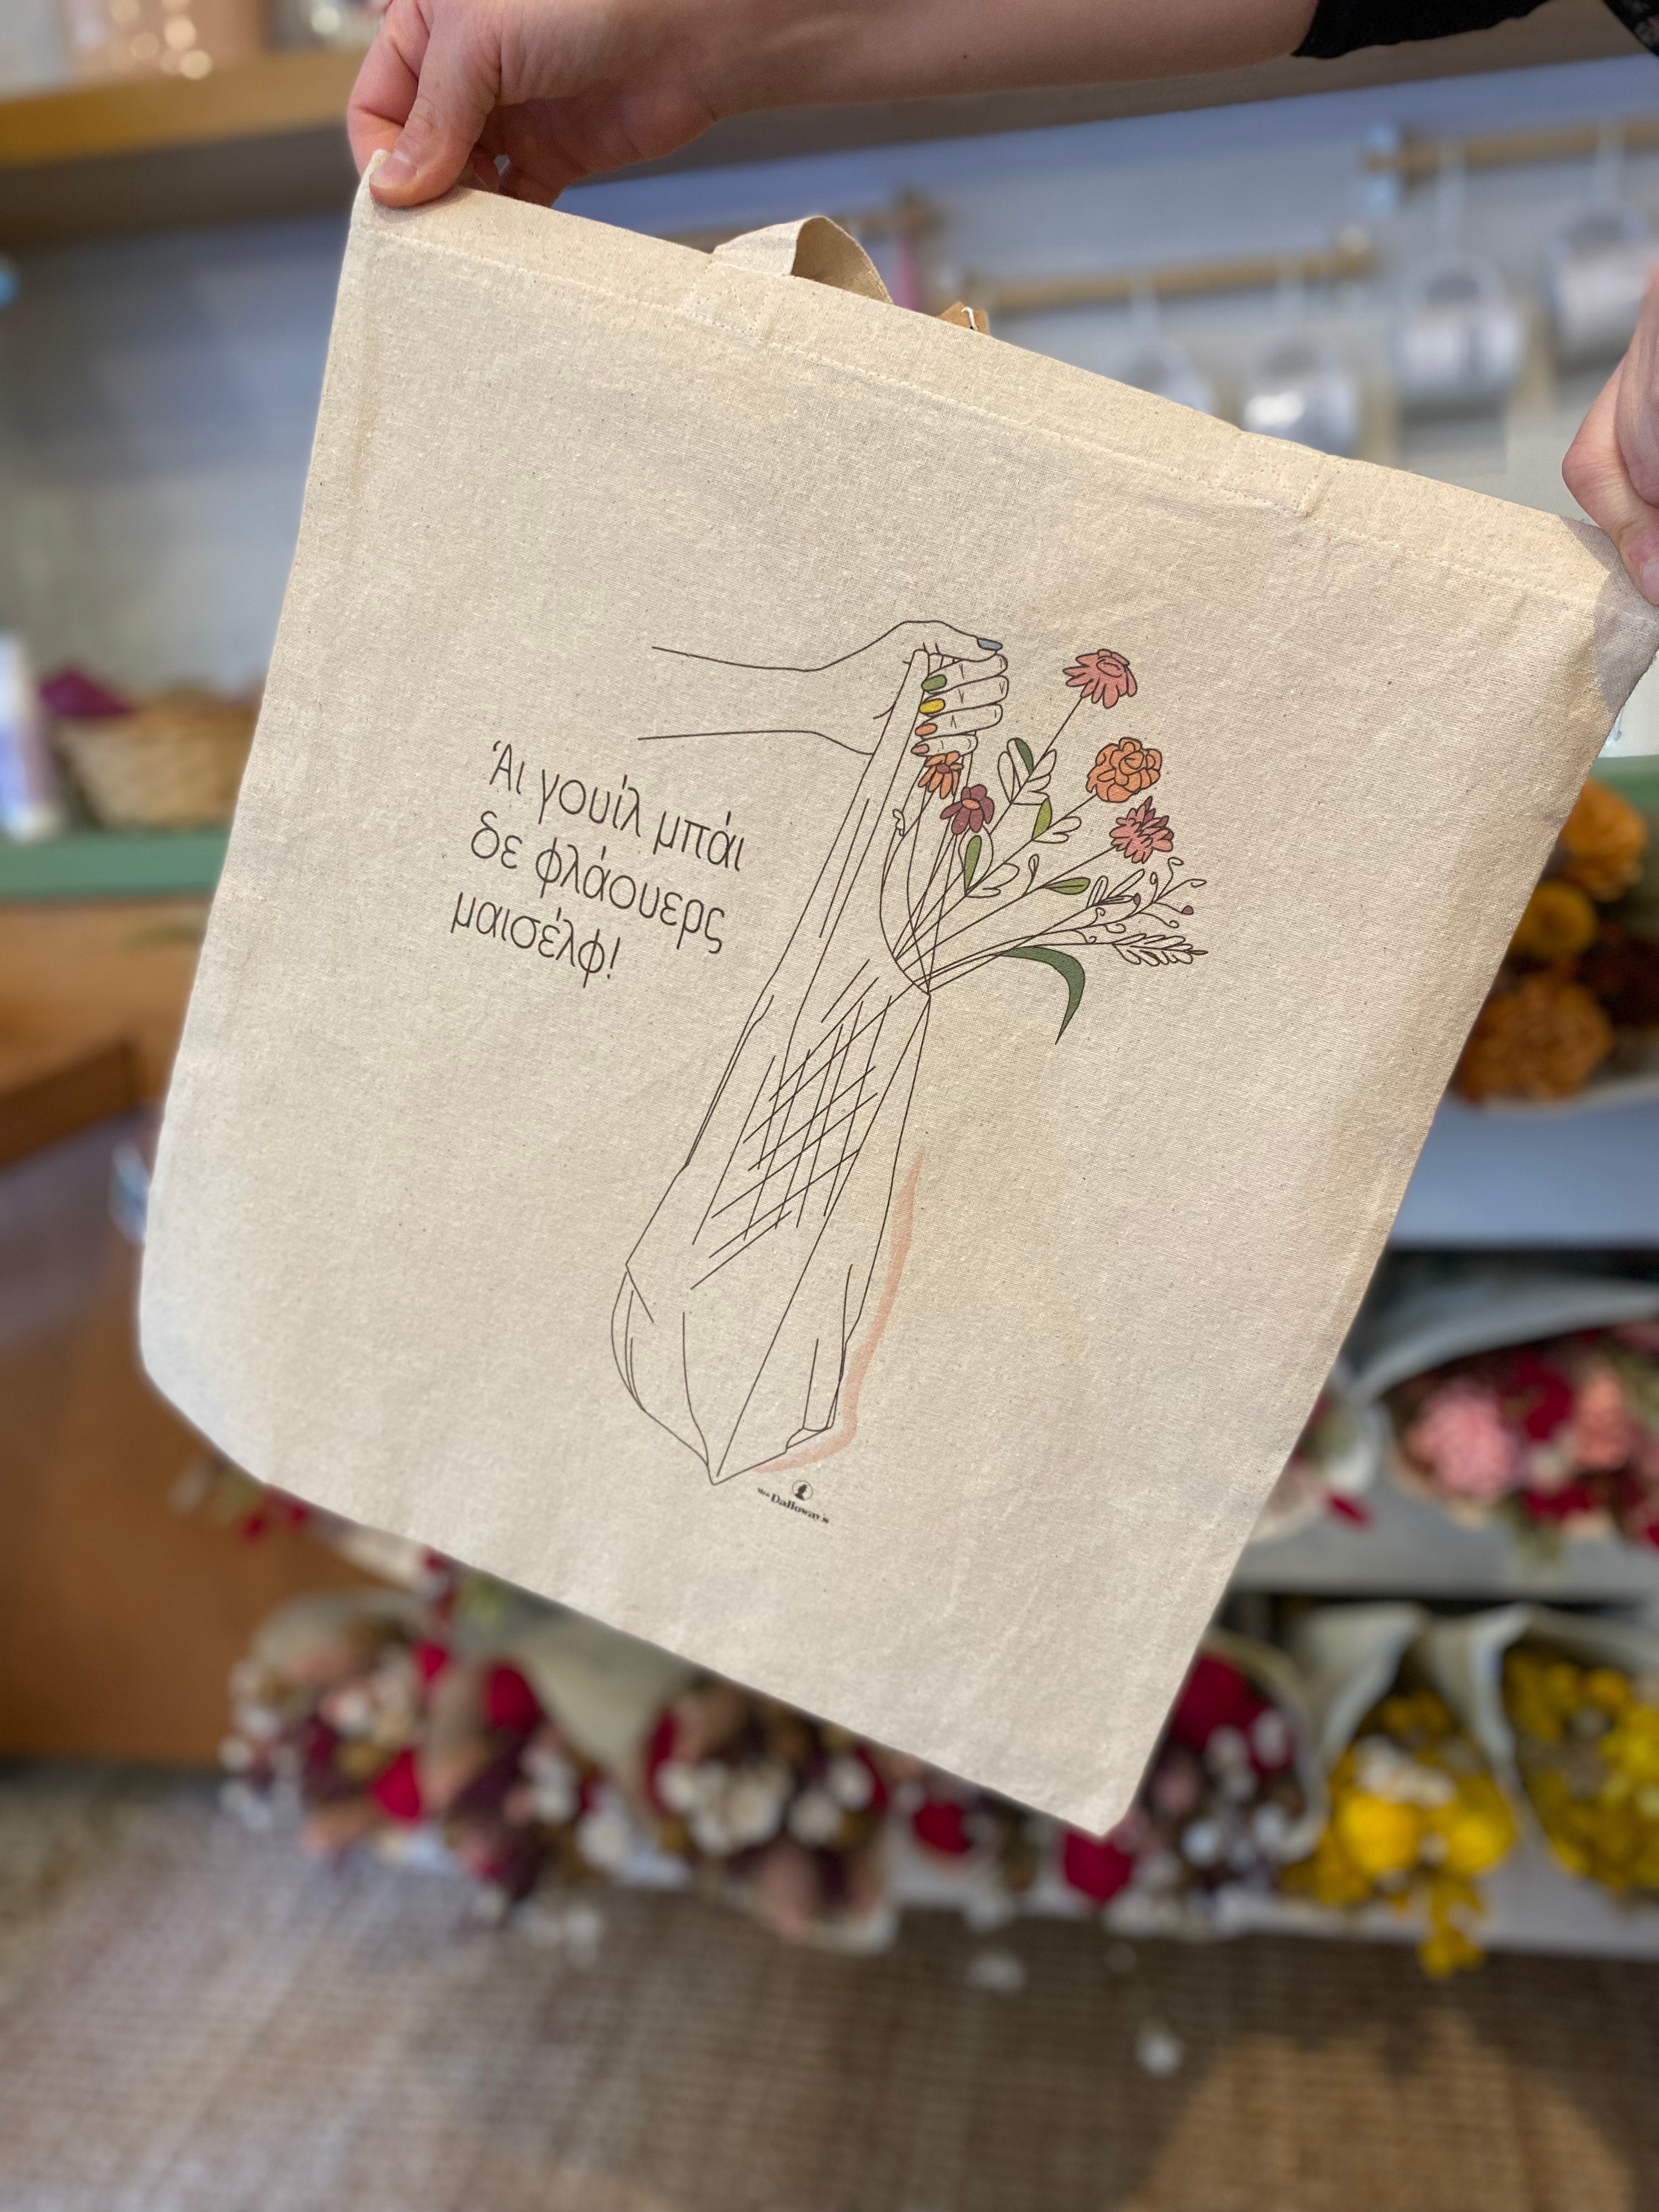 Άι γουίλ μπάι
δε φλάουερς
μαισέλφ!
Mrs Dalloway's